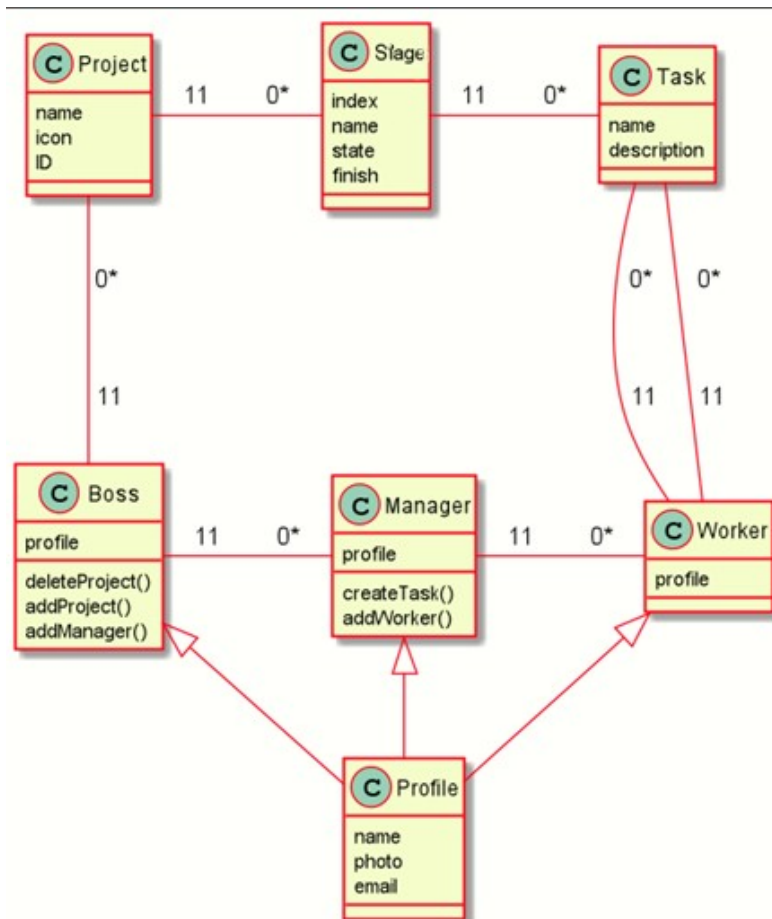 C Project
name
icon
ID
11 0*
C Stage
index
name
state
finish
11 0*
C Task
name
description
0*
11
0* 0*
11 11
C Boss
profile
deleteProject()
addProject()
addManager()
11 0*
C Manager
profile
createTask()
addWorker()
11 0*
C Worker
profile
C Profile
name
photo
email